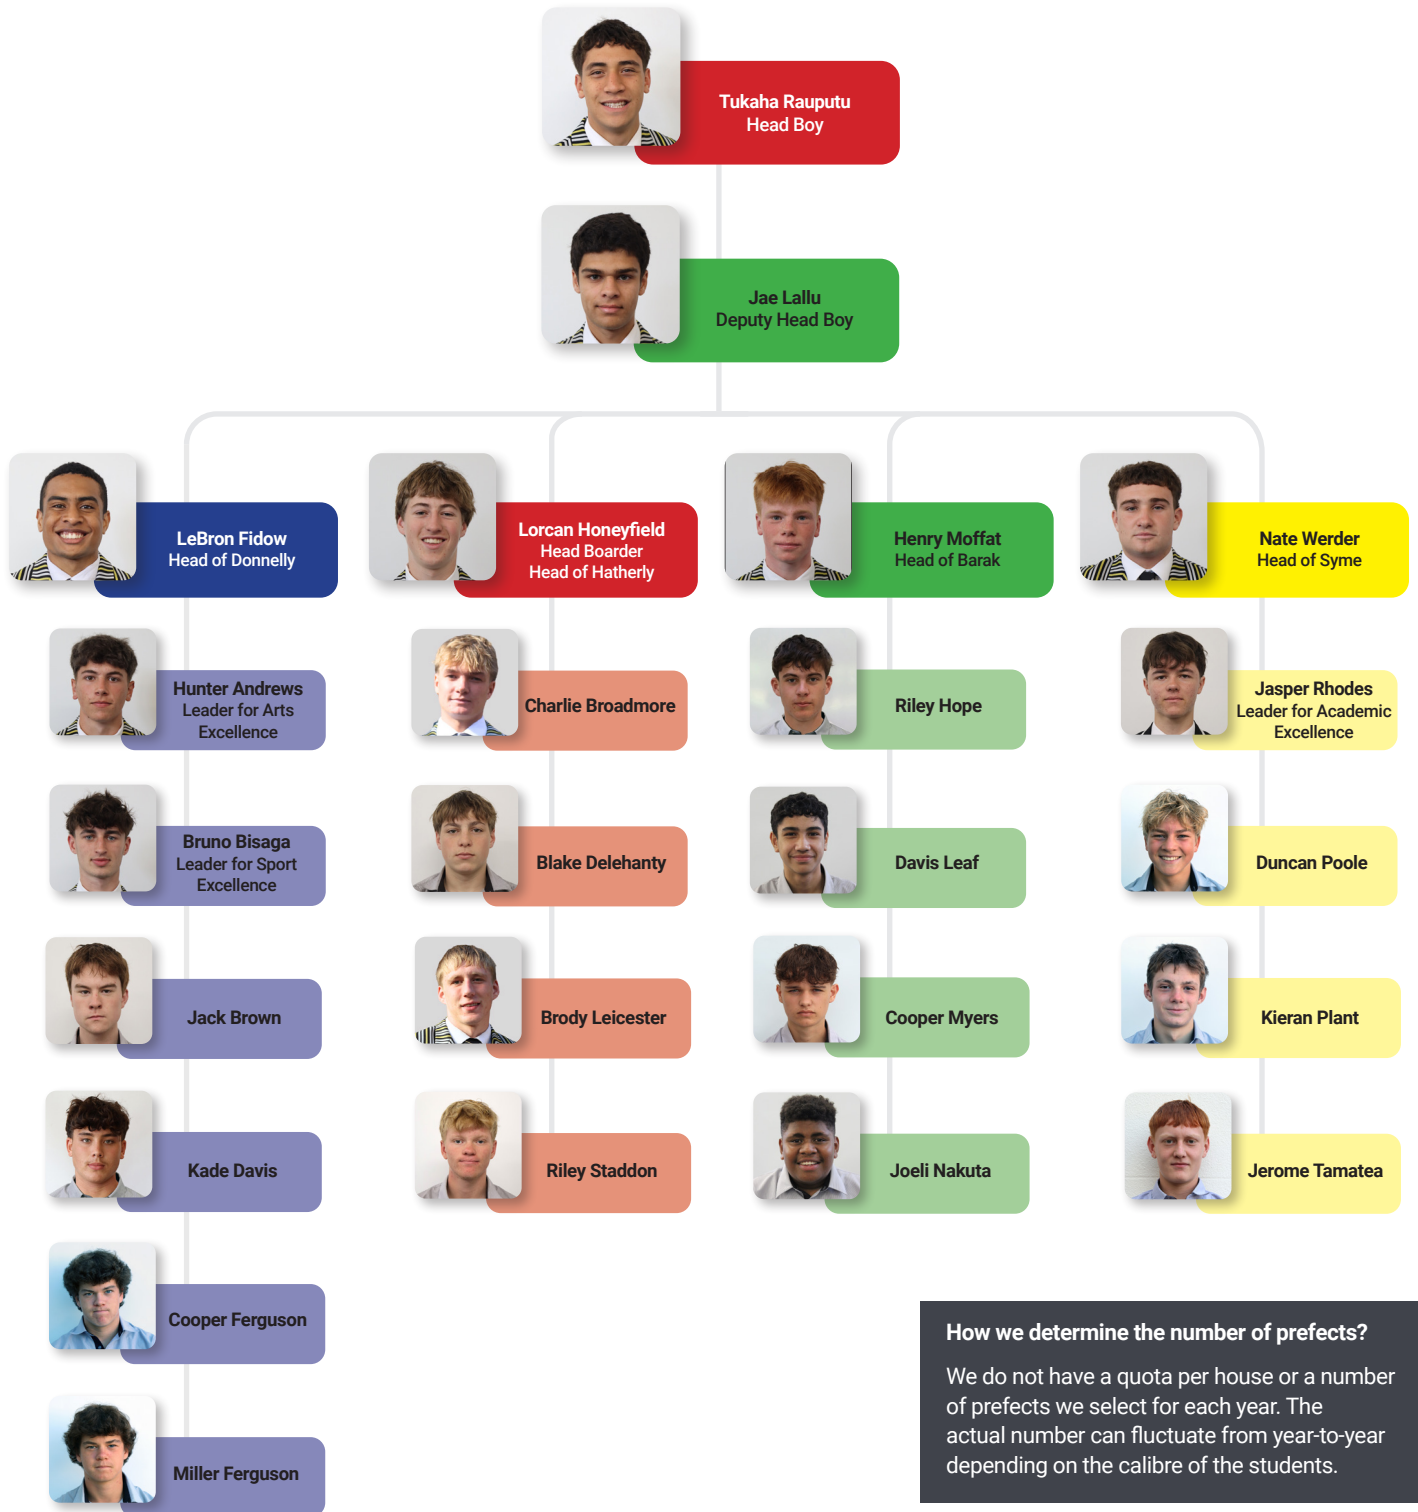 Tukaha Rauputu
Head Boy
Jae Lallu
Deputy Head Boy
LeBron Fidow
Head of Donnelly
Lorcan Honeyfield
Head Boarder
Head of Hatherly
Henry Moffat
Head of Barak
Nate Werder
Head of Syme
Hunter Andrews
Leader for Arts
Excellence
Charlie Broadmore
Riley Hope
Jasper Rhodes
Leader for Academic
Excellence
Bruno Bisaga
Leader for Sport
Excellence
Blake Delehanty
Davis Leaf
Duncan Poole
Jack Brown
Brody Leicester
Cooper Myers
Kieran Plant
Kade Davis
Riley Staddon
Joeli Nakuta
Jerome Tamatea
Cooper Ferguson
Miller Ferguson
How we determine the number of prefects?
We do not have a quota per house or a number
of prefects we select for each year. The
actual number can fluctuate from year-to-year
depending on the calibre of the students.